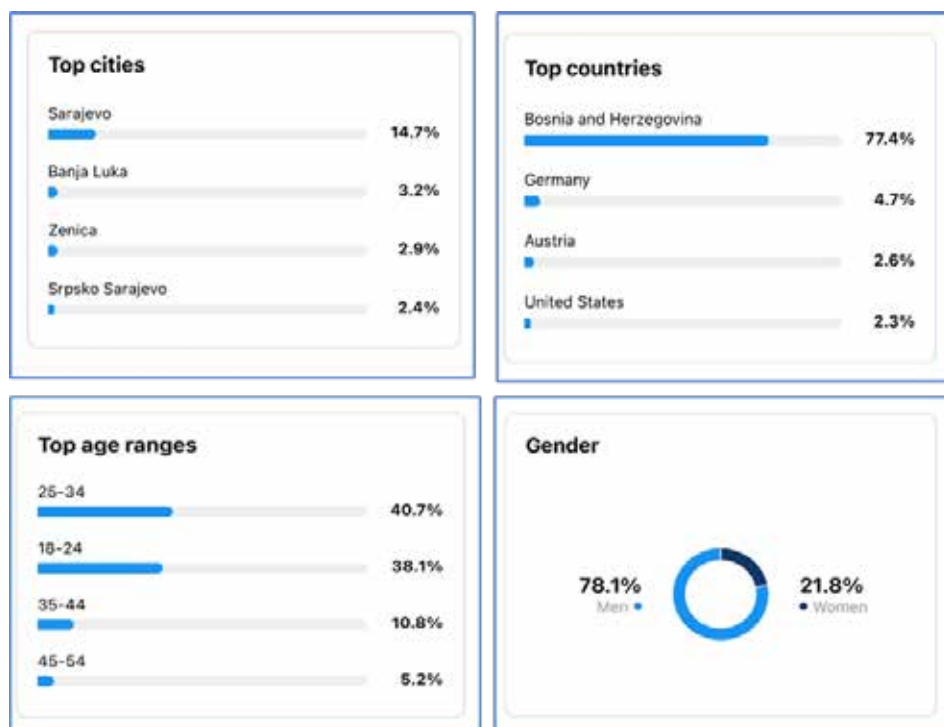 Top cities
Sarajevo
14.7%
Banja Luka
3.2%
Zenica
2.9%
Srpsko Sarajevo
2.4%
Top countries
Bosnia and Herzegovina
77.4%
Germany
4.7%
Austria
2.6%
United States
2.3%
Top age ranges
25-34
40.7%
18-24
38.1%
35-44
10.8%
45-54
5.2%
Gender
78.1%
Men
21.8%
Women